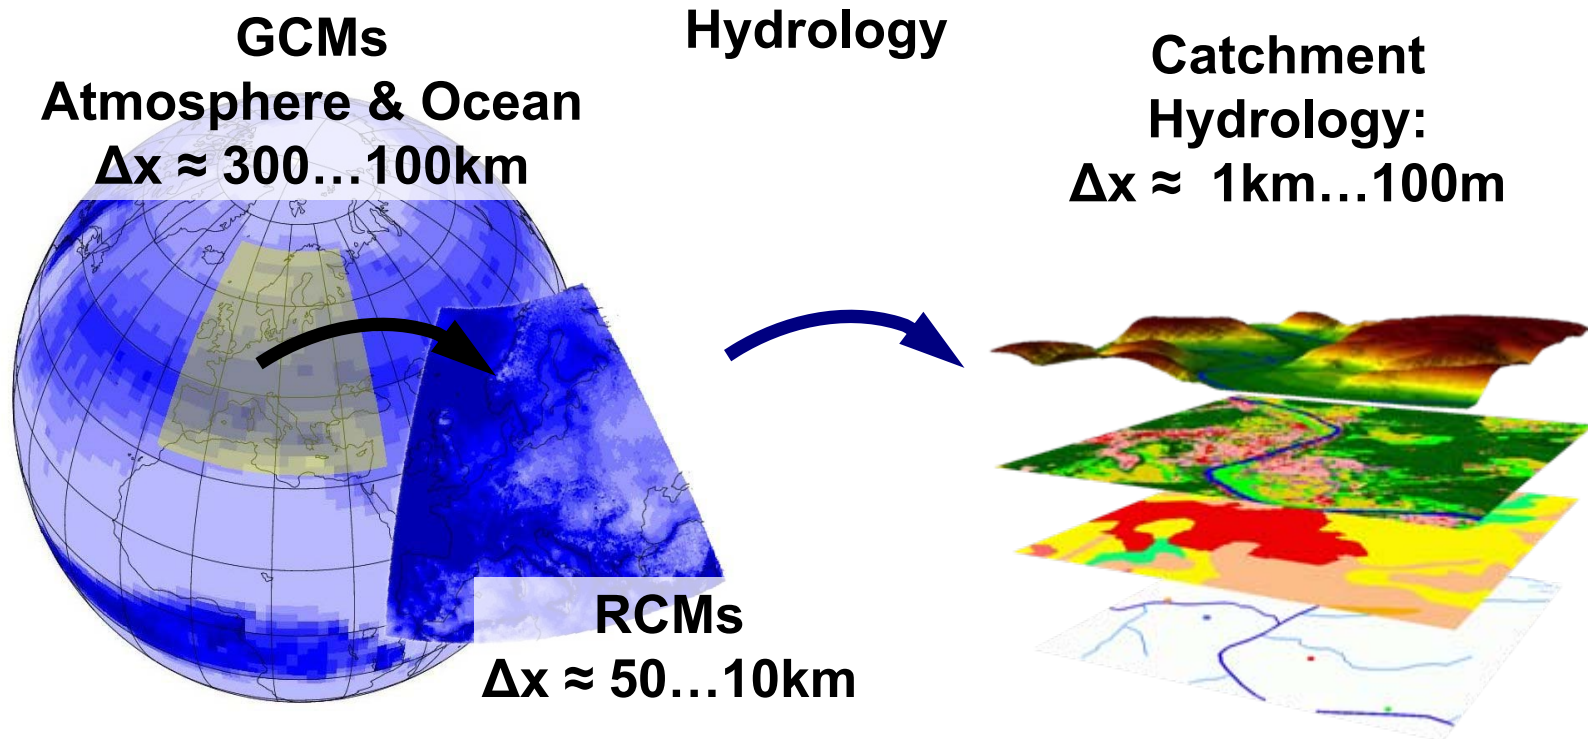 GCMs
Atmosphere & Ocean
Δx ≈ 300…100km
Hydrology
Catchment
Hydrology:
Δx ≈ 1km…100m
RCMs
Δx ≈ 50…10km